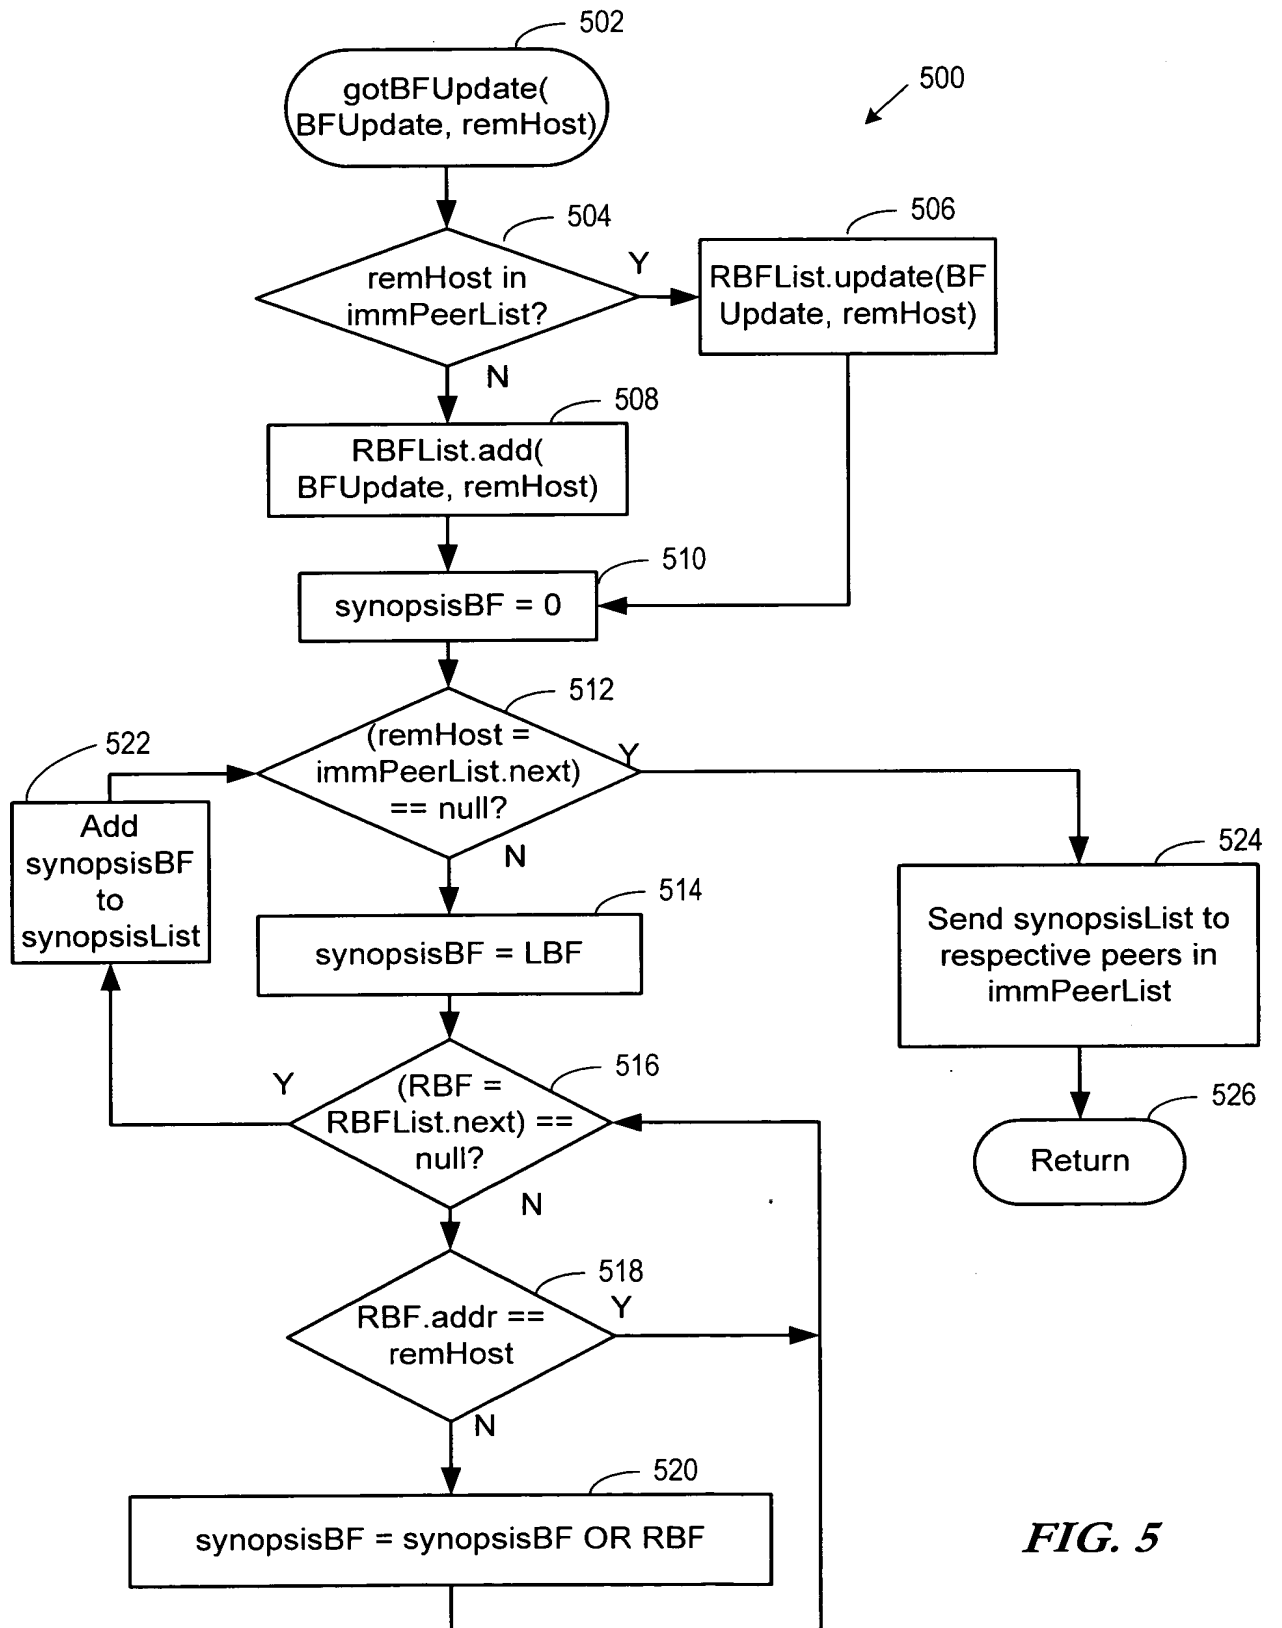 502
gotBFUpdate(
BFUpdate, remHost)
500
504
remHost in
immPeerList?
Y
N
506
RBFList.update(BF
Update, remHost)
508
RBFList.add(
BFUpdate, remHost)
510
synopsisBF = 0
512
(remHost =
immPeerList.next)
== null?
Y
N
522
Add
synopsisBF
to
synopsisList
524
Send synopsisList to
respective peers in
immPeerList
514
synopsisBF = LBF
516
(RBF =
RBFList.next) ==
null?
Y
N
526
Return
518
RBF.addr ==
remHost
Y
N
520
synopsisBF = synopsisBF OR RBF
FIG. 5